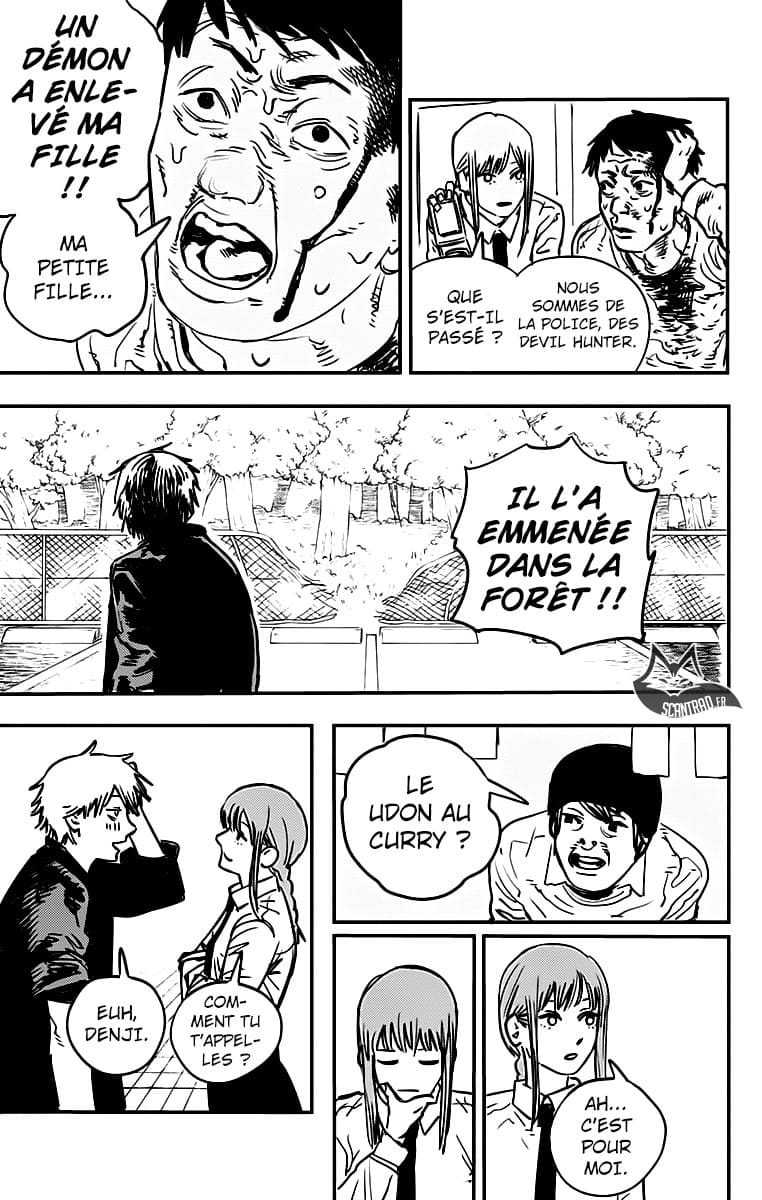 NOUS
SOMMES DE
LA POLICE, DES
DEVIL HUNTER.
QUE
S'EST-IL
PASSÉ ?
UN
DÉMON
A ENLE-
VÉ MA
FILLE
!!
MA
PETITE
FILLE...
IL L'A
EMMENÉE
DANS LA
FORÊT !!
SCANTRAD.FR
LE
UDON AU
CURRY ?
AH...
C'EST
POUR
MOI.
COM-
MENT TU
T'APPEL-
LES ?
EUH,
DENJI.